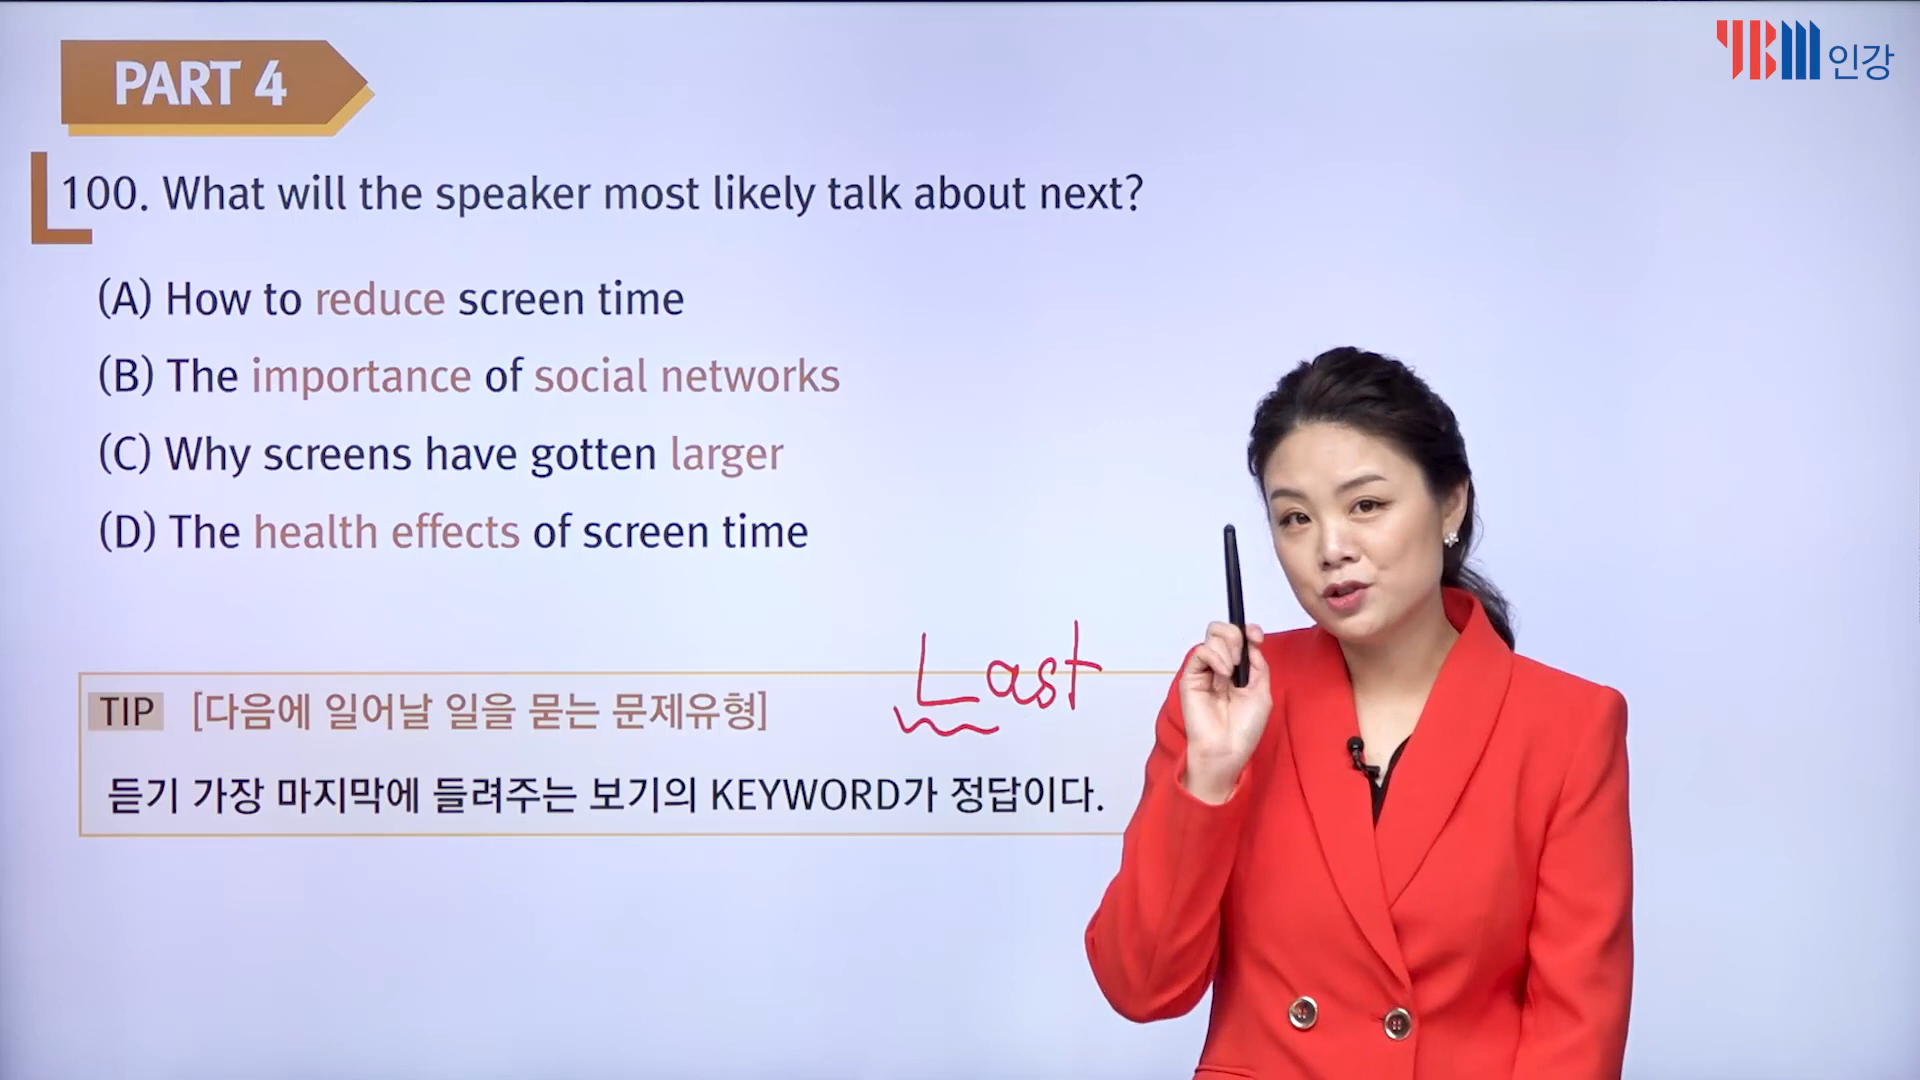 YBM 인강
PART 4
100. What will the speaker most likely talk about next?
(A) How to reduce screen time
(B) The importance of social networks
(C) Why screens have gotten larger
(D) The health effects of screen time
Last
TIP [다음에 일어날 일을 묻는 문제유형]
듣기 가장 마지막에 들려주는 보기의 KEYWORD가 정답이다.